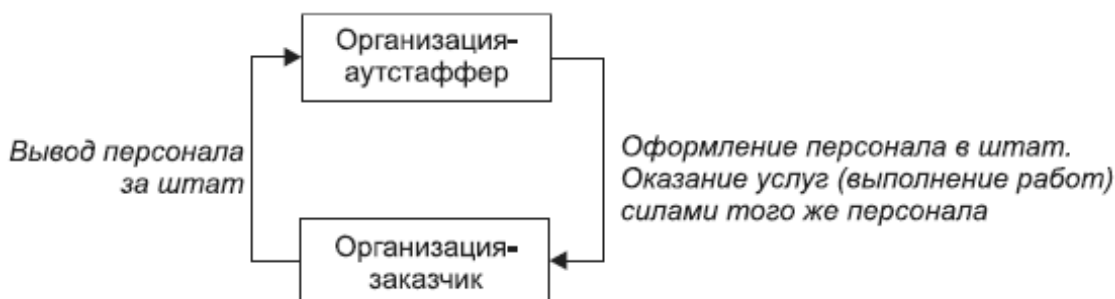 Организация-
аутстаффер
Вывод персонала
за штат
Оформление персонала в штат.
Оказание услуг (выполнение работ)
силами того же персонала
Организация-
заказчик